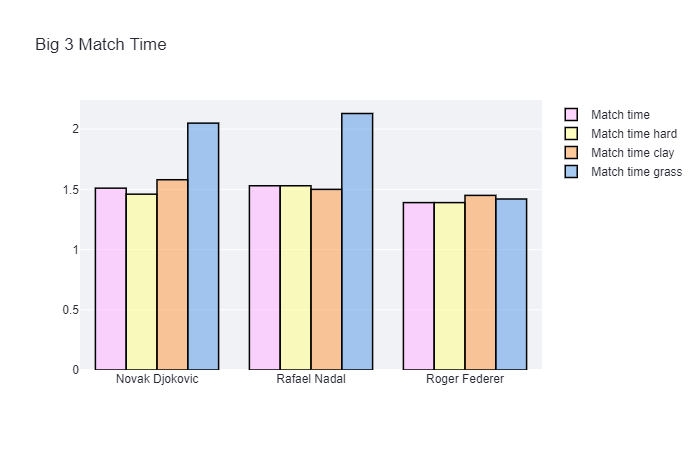 Big 3 Match Time
Match time
Match time hard
Match time clay
Match time grass
2
1.5
1
0.5
0
Novak Djokovic
Rafael Nadal
Roger Federer